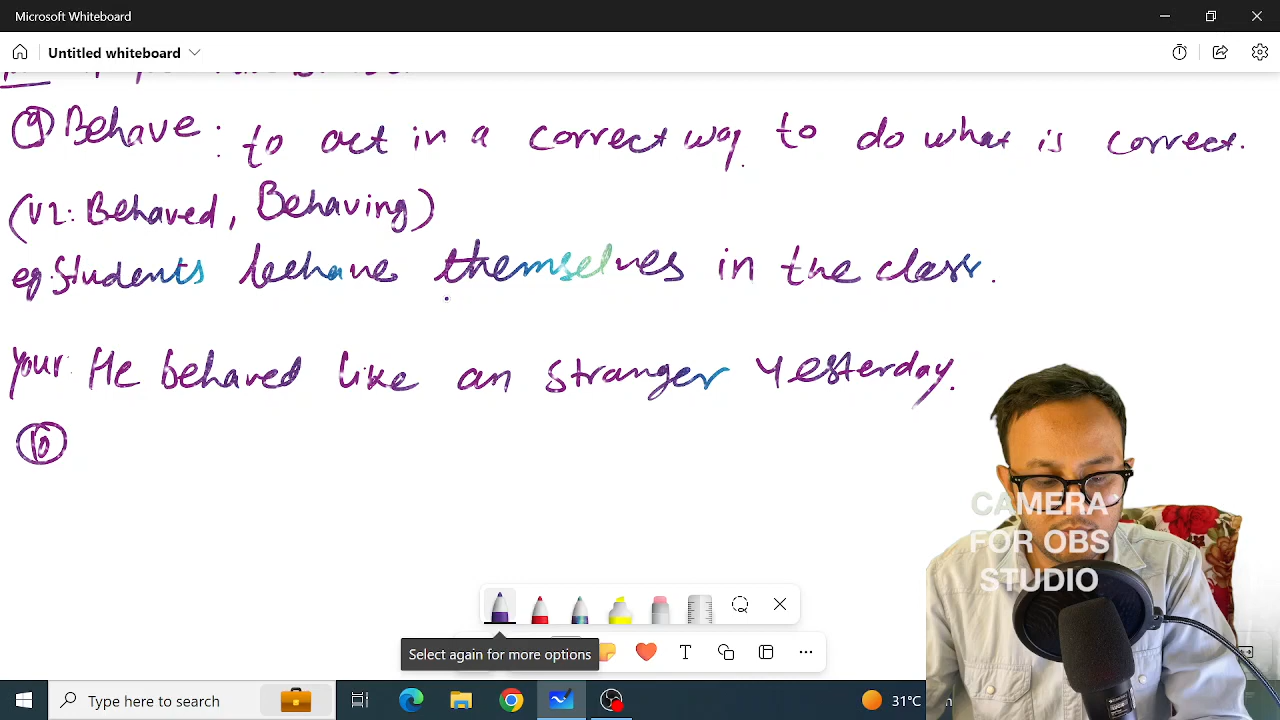 Microsoft Whiteboard
Untitled whiteboard
9 Behave: to act in a correct way. to do what is correct.
(V2: Behaved, Behaving)
eg. Students behave themselves in the class.
Your: He behaved like an stranger yesterday.
10
CAMERA
FOR OBS
STUDIO
Select again for more options
T
Type here to search
31°C